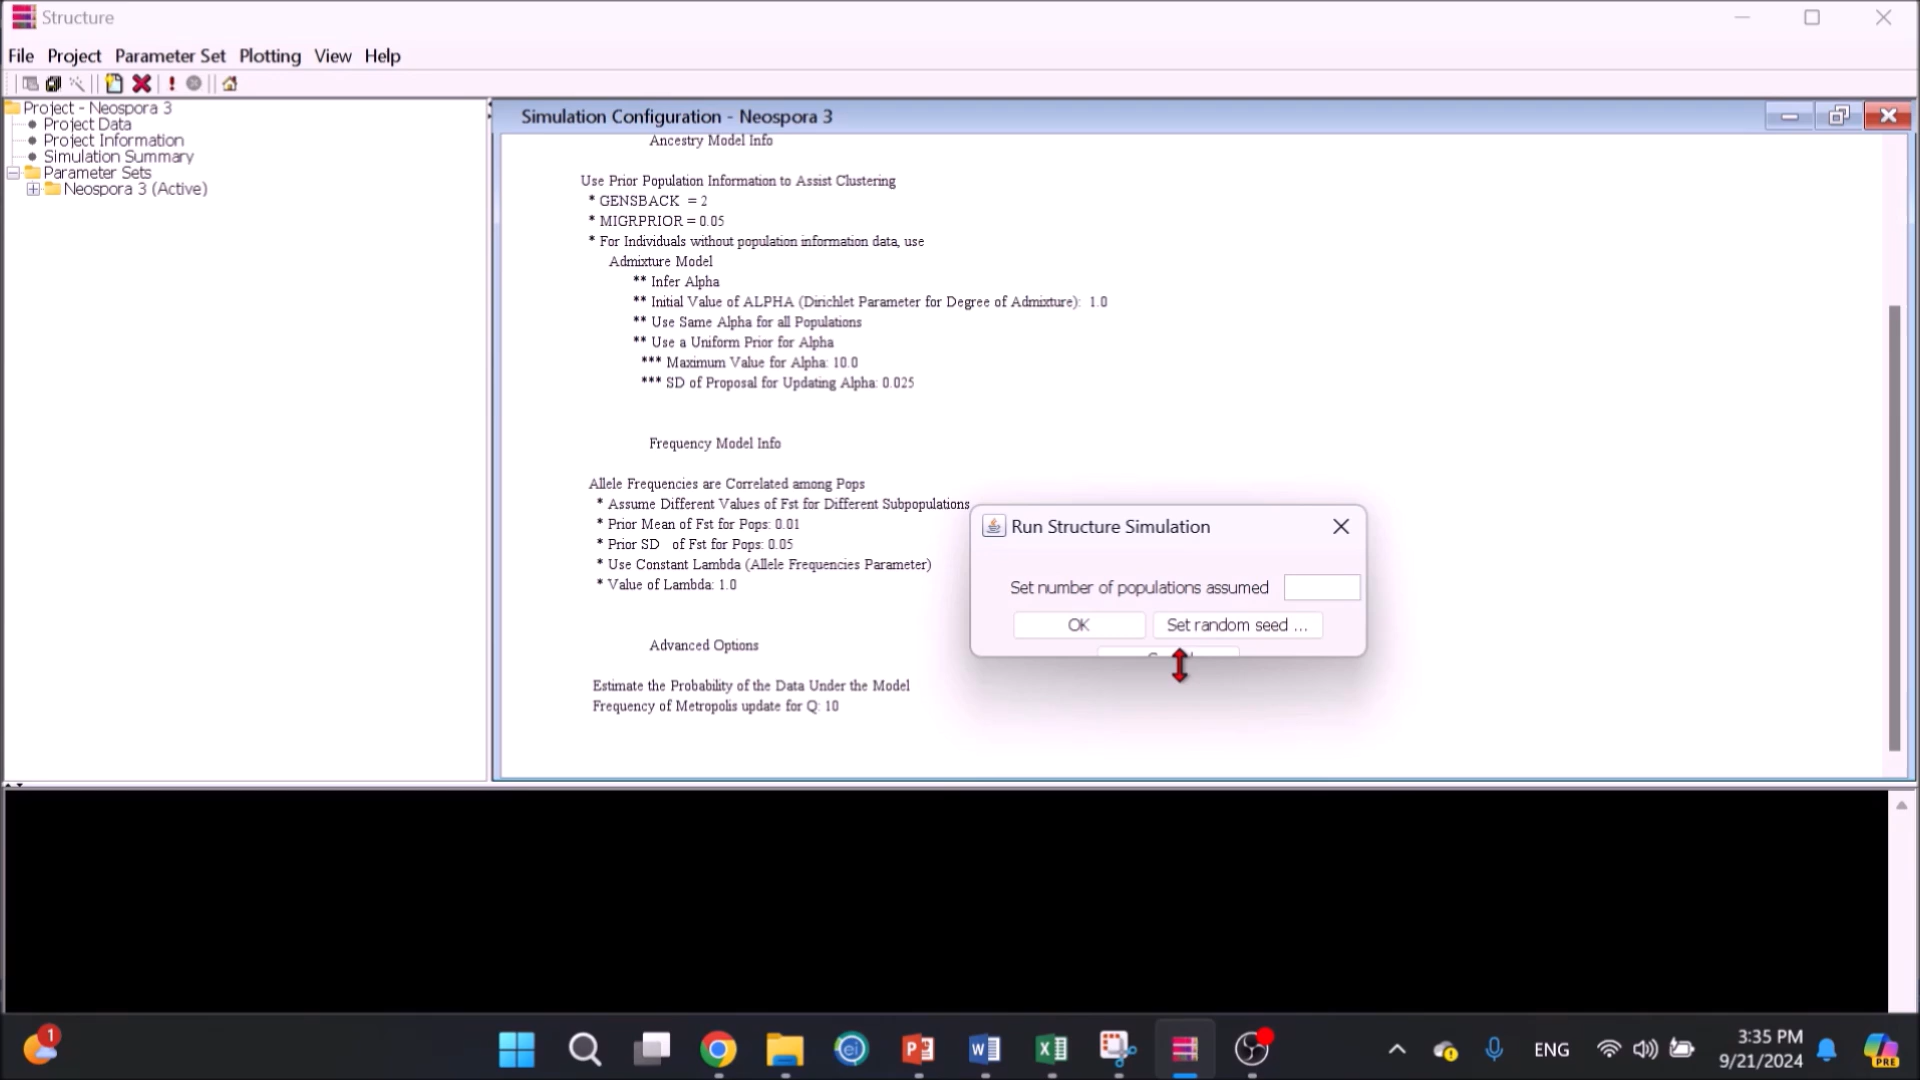 Structure
File Project Parameter Set Plotting View Help
Project - Neospora 3
Project Data
Project Information
Simulation Summary
Parameter Sets
Neospora 3 (Active)
Simulation Configuration - Neospora 3
Ancestry Model Info
Use Prior Population Information to Assist Clustering
* GENSBACK = 2
* MIGRPRIOR = 0.05
* For Individuals without population information data, use
Admixture Model
** Infer Alpha
** Initial Value of ALPHA (Dirichlet Parameter for Degree of Admixture): 1.0
** Use Same Alpha for all Populations
** Use a Uniform Prior for Alpha
*** Maximum Value for Alpha: 10.0
*** SD of Proposal for Updating Alpha: 0.025
Frequency Model Info
Allele Frequencies are Correlated among Pops
* Assume Different Values of Fst for Different Subpopulations
* Prior Mean of Fst for Pops: 0.01
* Prior SD of Fst for Pops: 0.05
* Use Constant Lambda (Allele Frequencies Parameter)
* Value of Lambda: 1.0
Advanced Options
Estimate the Probability of the Data Under the Model
Frequency of Metropolis update for Q: 10
Run Structure Simulation
Set number of populations assumed
OK Set random seed ...
1
ENG
3:35 PM
9/21/2024
PRE